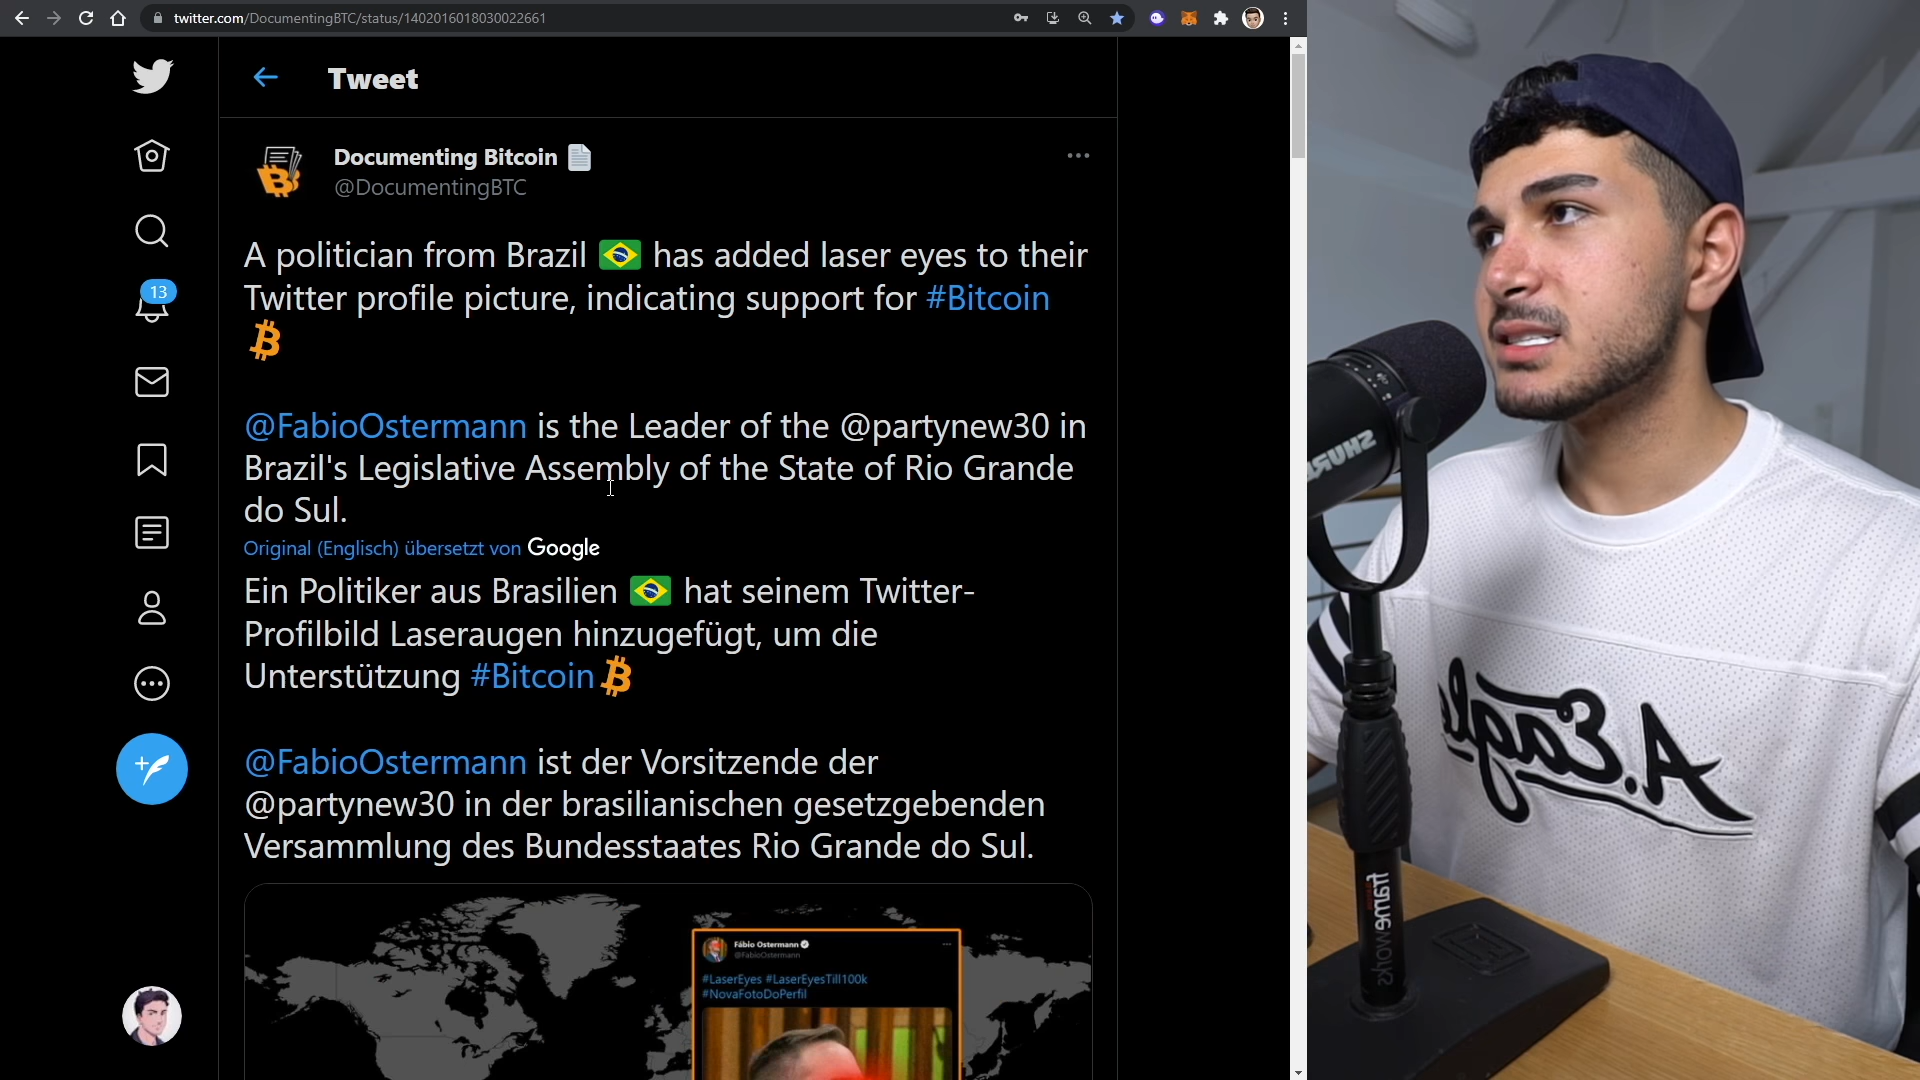 twitter.com/DocumentingBTC/status/1402016018030022661
Tweet
Documenting Bitcoin
@DocumentingBTC
A politician from Brazil 🇧🇷 has added laser eyes to their
Twitter profile picture, indicating support for #Bitcoin
@FabioOstermann is the Leader of the @partynew30 in
Brazil's Legislative Assembly of the State of Rio Grande
do Sul.
Original (Englisch) übersetzt von Google
Ein Politiker aus Brasilien 🇧🇷 hat seinem Twitter-
Profilbild Laseraugen hinzugefügt, um die
Unterstützung #Bitcoin
@FabioOstermann ist der Vorsitzende der
@partynew30 in der brasilianischen gesetzgebenden
Versammlung des Bundesstaates Rio Grande do Sul.
13
Fábio Ostermann
@FabioOstermann
#LaserEyes #LaserEyesTill100k
#NovaFotoDoPerfil
SHURE
A.Eagle
frameworks